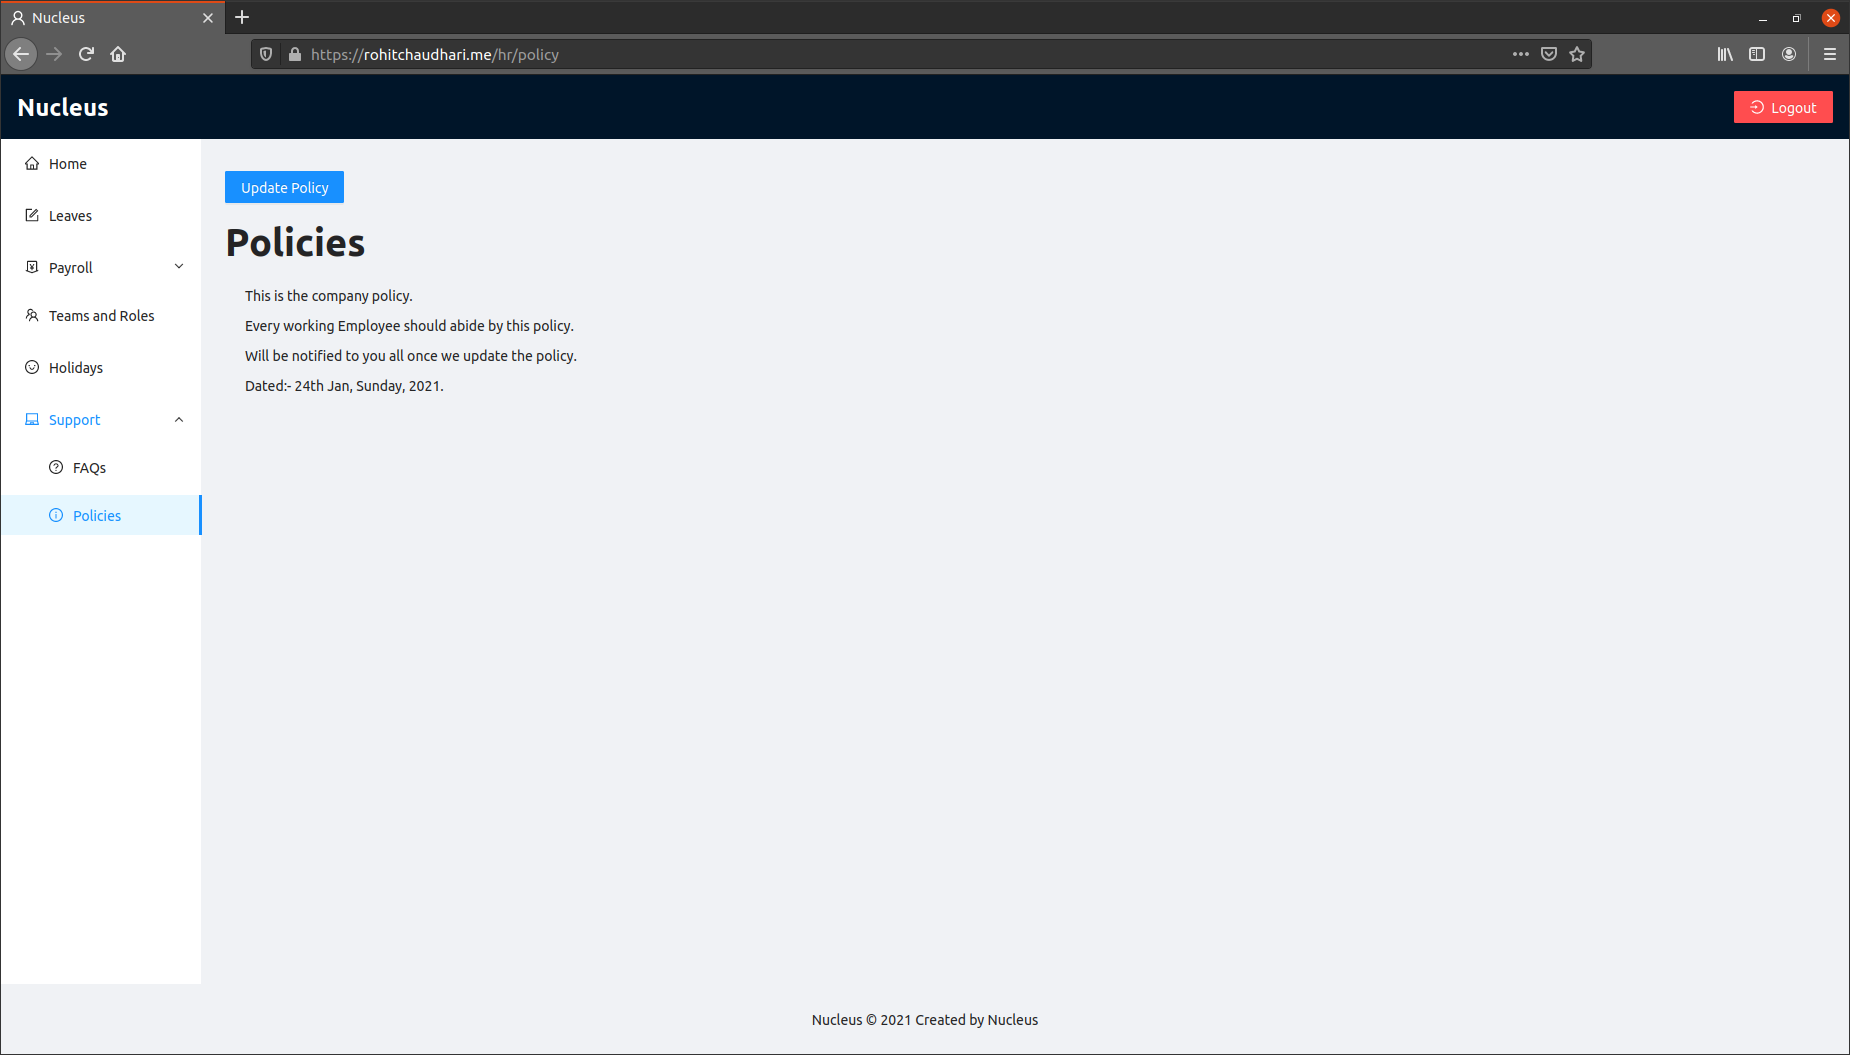 Nucleus
https://rohitchaudhari.me/hr/policy
Nucleus
Logout
Home
Leaves
Payroll
Teams and Roles
Holidays
Support
FAQs
Policies
Update Policy
Policies
This is the company policy.
Every working Employee should abide by this policy.
Will be notified to you all once we update the policy.
Dated:- 24th Jan, Sunday, 2021.
Nucleus © 2021 Created by Nucleus